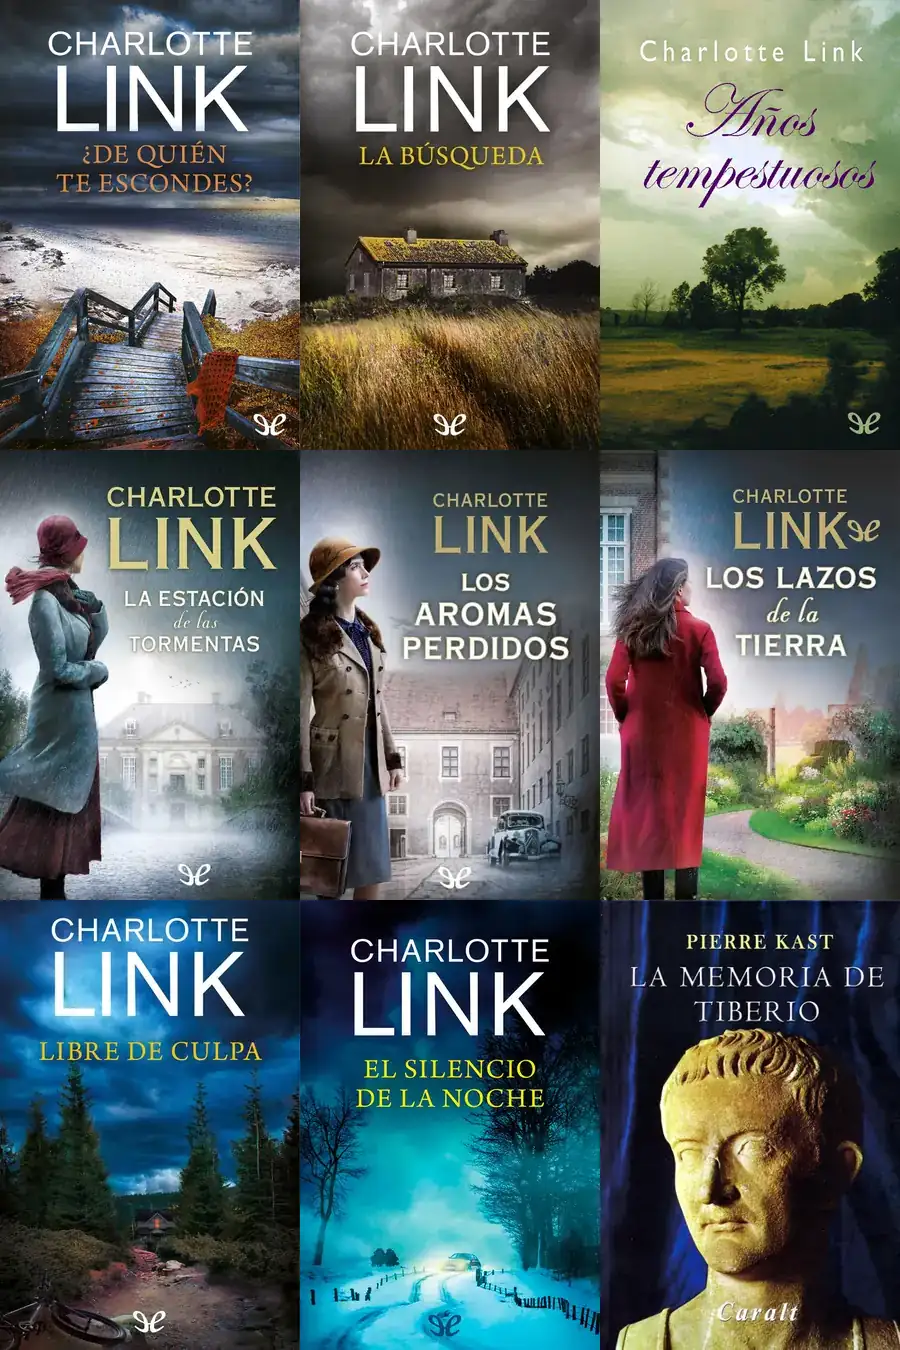 CHARLOTTE
LINK
¿DE QUIÉN
TE ESCONDES?
CHARLOTTE
LINK
LA BÚSQUEDA
Charlotte Link
Años
tempestuosos
CHARLOTTE
LINK
LA ESTACIÓN
de las
TORMENTAS
CHARLOTTE
LINK
LOS
AROMAS
PERDIDOS
CHARLOTTE
LINK
LOS LAZOS
de la
TIERRA
CHARLOTTE
LINK
LIBRE DE CULPA
CHARLOTTE
LINK
EL SILENCIO
DE LA NOCHE
PIERRE KAST
LA MEMORIA DE
TIBERIO
Caralt